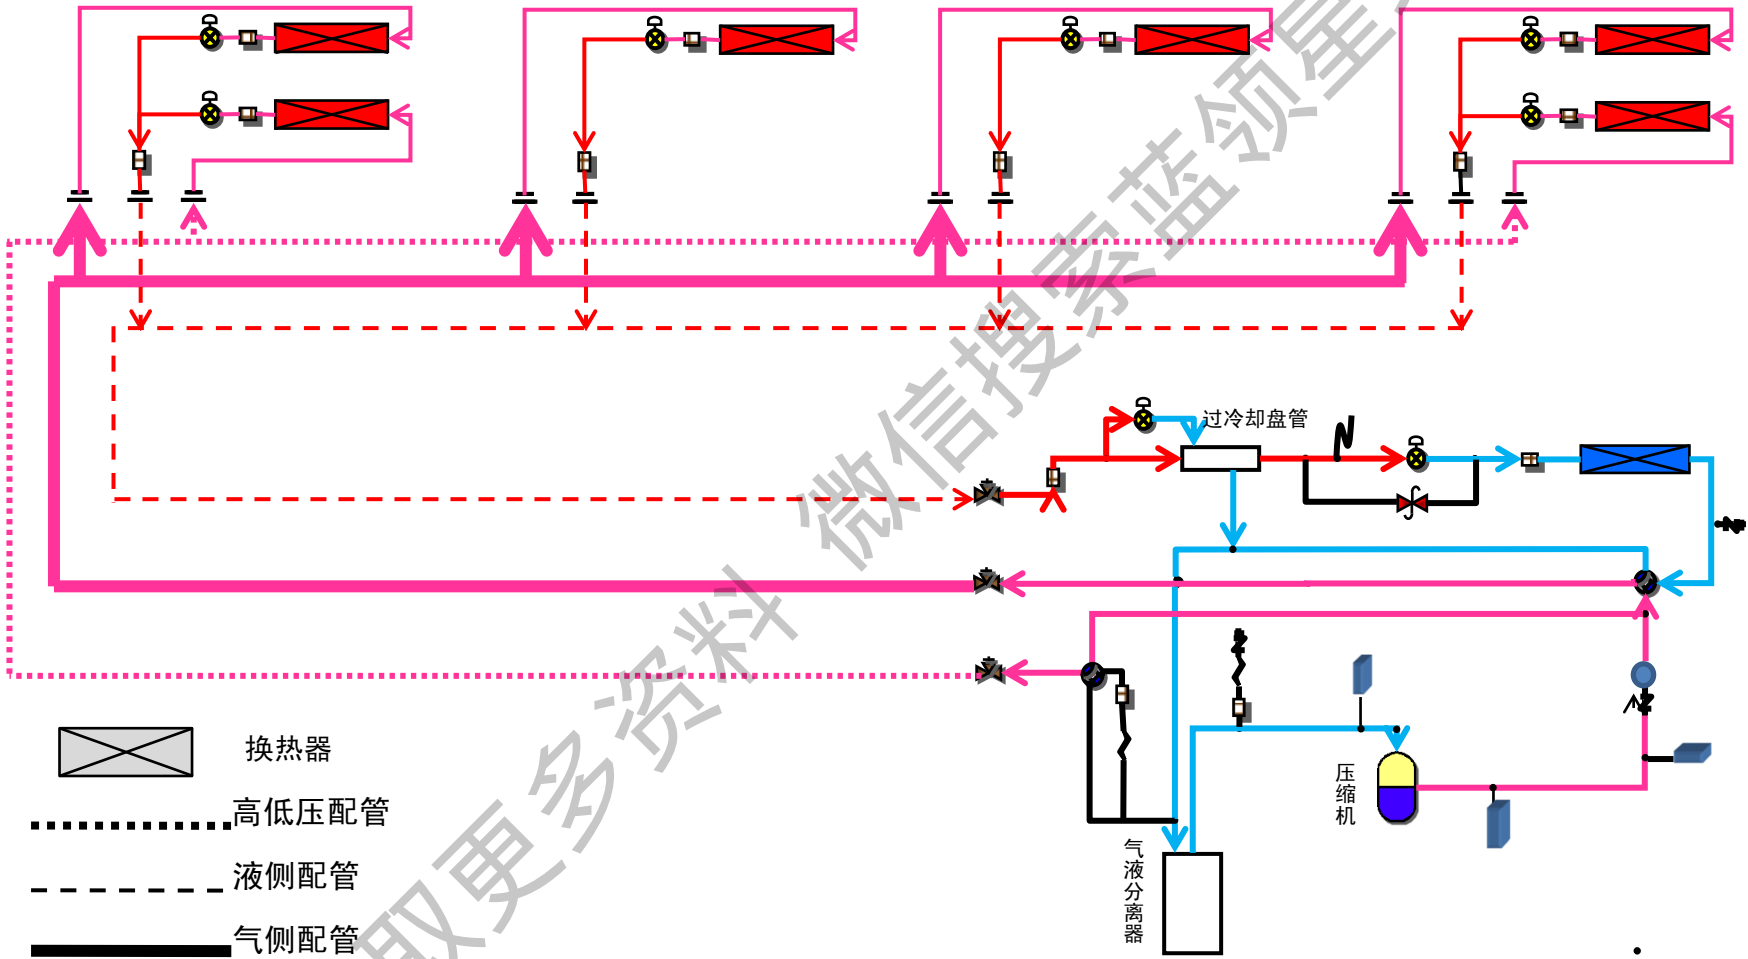 过冷却盘管
换热器
高低压配管
液侧配管
气侧配管
压缩机
气液分离器
取更多资料 微信搜索蓝领星